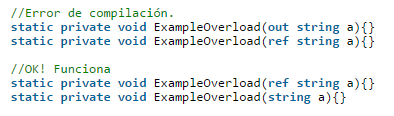 //Error de compilación.
static private void ExampleOverload(out string a){}
static private void ExampleOverload(ref string a){}
//OK! Funciona
static private void ExampleOverload(ref string a){}
static private void ExampleOverload(string a){}